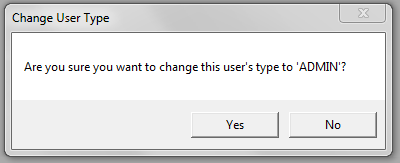 Change User Type
Are you sure you want to change this user's type to 'ADMIN'?
Yes
No